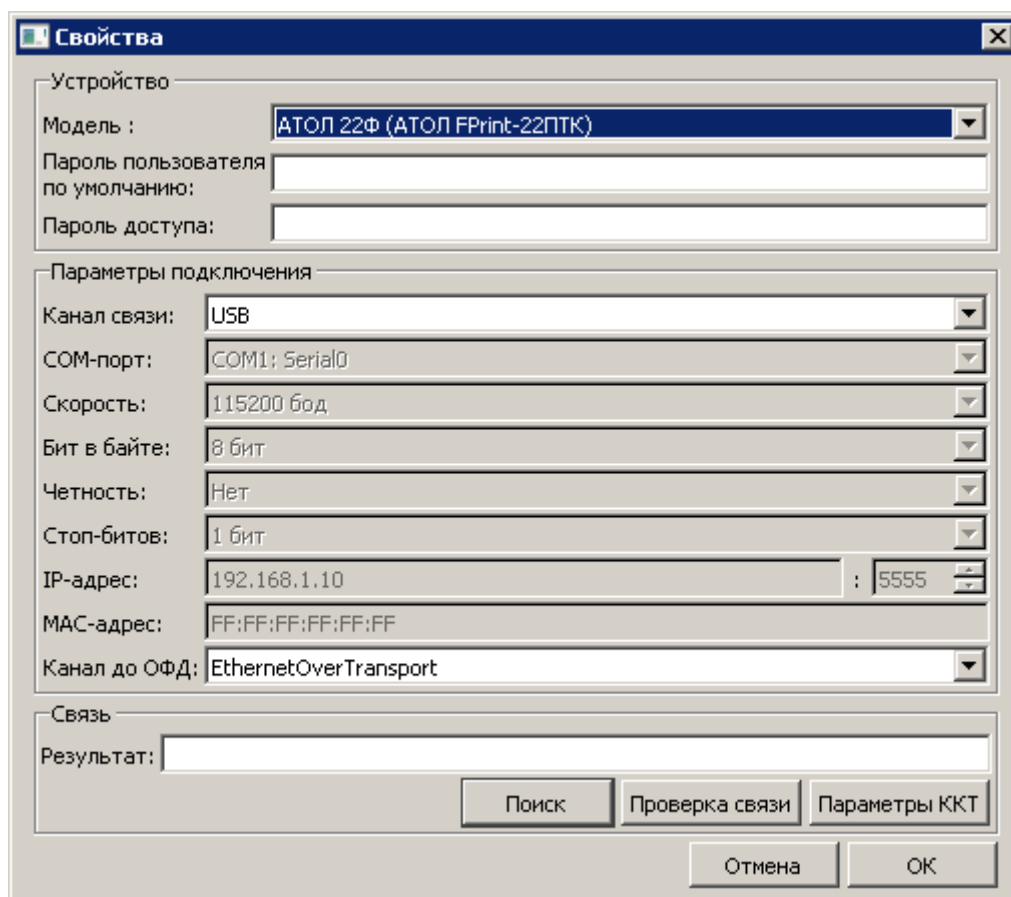 Свойства
Устройство
Модель : АТОЛ 22Ф (АТОЛ FPrint-22ПТК)
Пароль пользователя
по умолчанию:
Пароль доступа:
Параметры подключения
Канал связи: USB
COM-порт: COM1: Serial0
Скорость: 115200 бод
Бит в байте: 8 бит
Четность: Нет
Стоп-битов: 1 бит
IP-адрес: 192.168.1.10 : 5555
MAC-адрес: FF:FF:FF:FF:FF:FF
Канал до ОФД: EthernetOverTransport
Связь
Результат:
Поиск Проверка связи Параметры ККТ
Отмена ОК